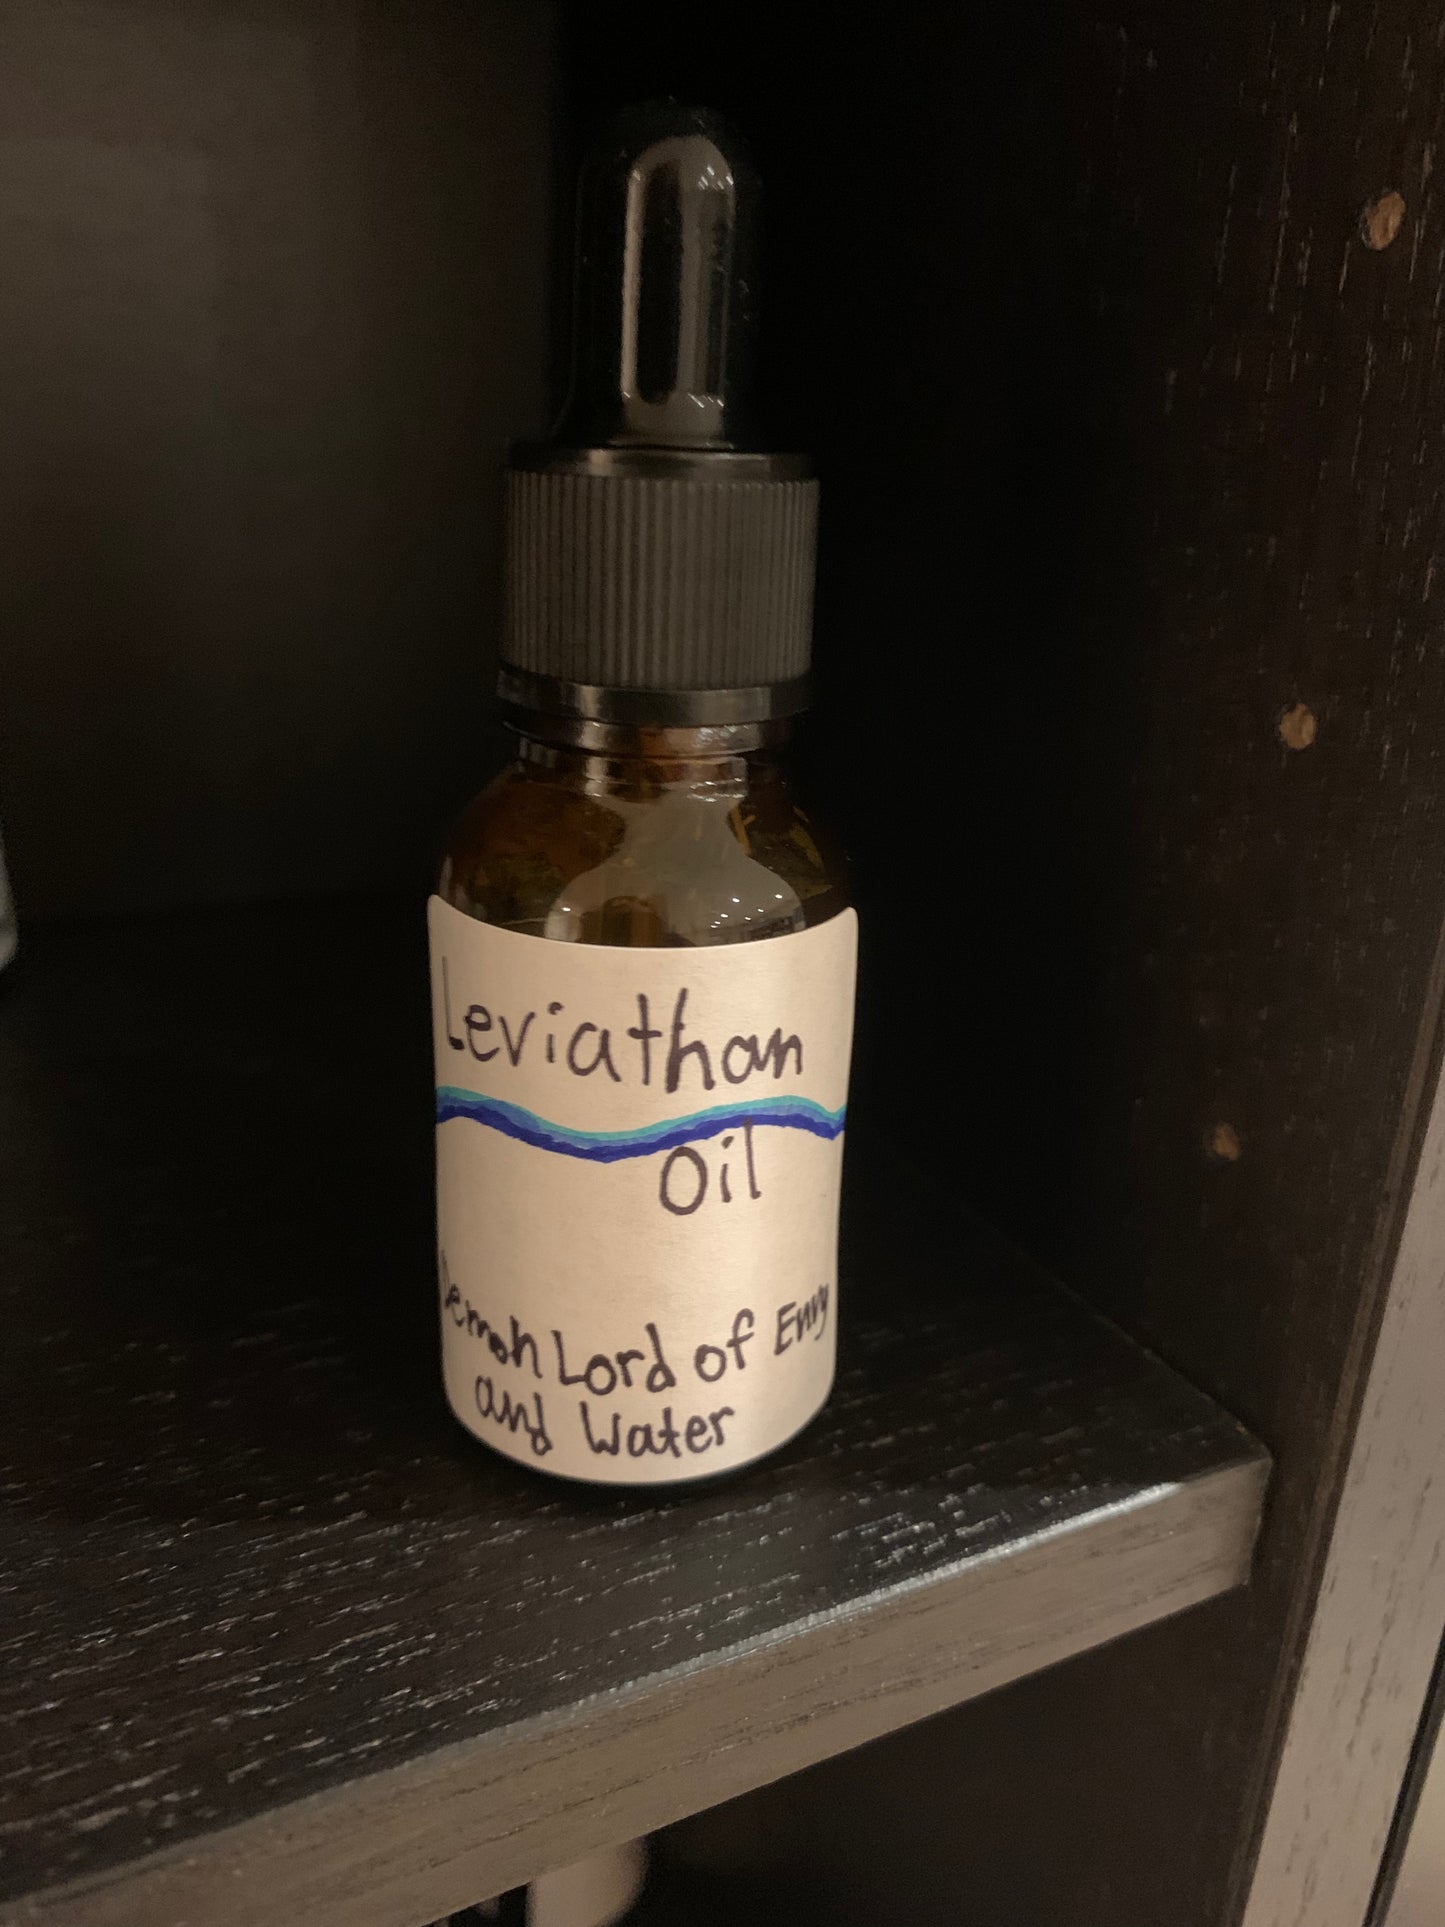 Leviathan
Oil
Demon Lord of Envy
and Water